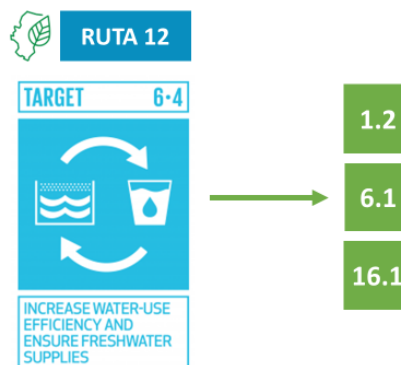 RUTA 12
TARGET 6·4
1.2
6.1
16.1
INCREASE WATER-USE
EFFICIENCY AND
ENSURE FRESHWATER
SUPPLIES